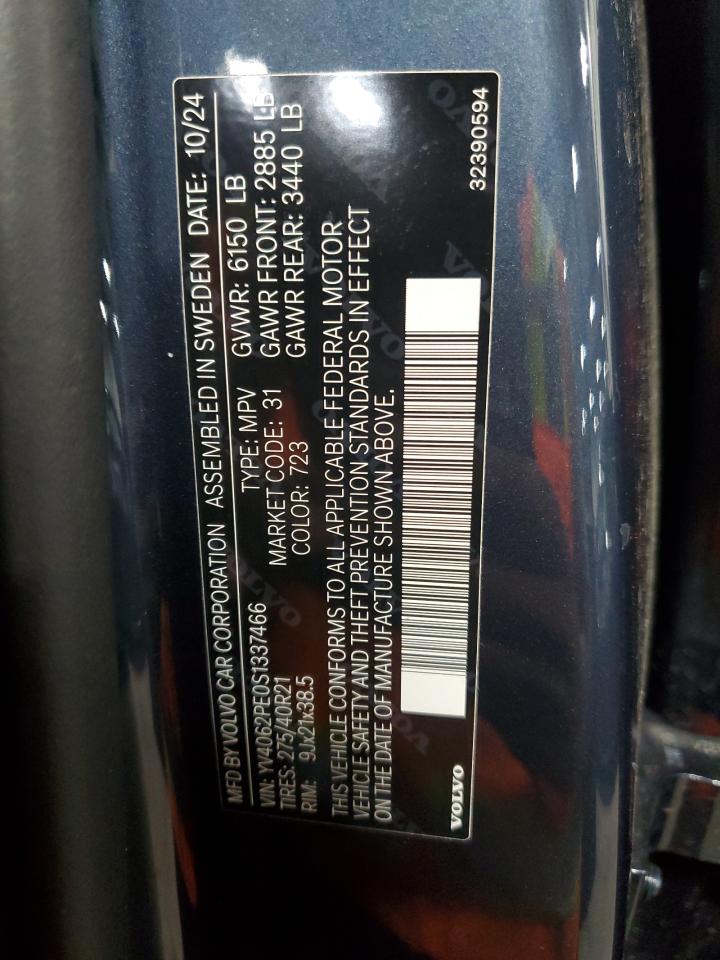 MFD BY VOLVO CAR CORPORATION ASSEMBLED IN SWEDEN DATE: 10/24
VIN: YV4062PE0S1337466 TYPE: MPV GVWR: 6150 LB
TIRES: 275/40R21 MARKET CODE: 31 GAWR FRONT: 2885 LB
RIM: 9Jx21x38.5 COLOR: 723 GAWR REAR: 3440 LB
THIS VEHICLE CONFORMS TO ALL APPLICABLE FEDERAL MOTOR
VEHICLE SAFETY AND THEFT PREVENTION STANDARDS IN EFFECT
ON THE DATE OF MANUFACTURE SHOWN ABOVE.
VOLVO 32390594